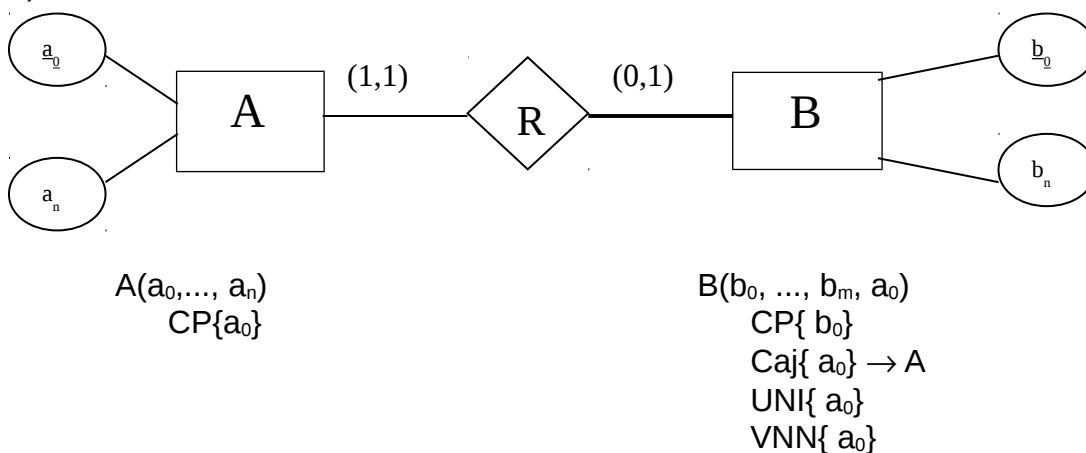 a₀
aₙ
A
(1,1)
R
(0,1)
B
b₀
bₙ
A(a₀,..., aₙ)
CP{a₀}
B(b₀, ..., bₘ, a₀)
CP{ b₀}
Caj{ a₀} → A
UNI{ a₀}
VNN{ a₀}